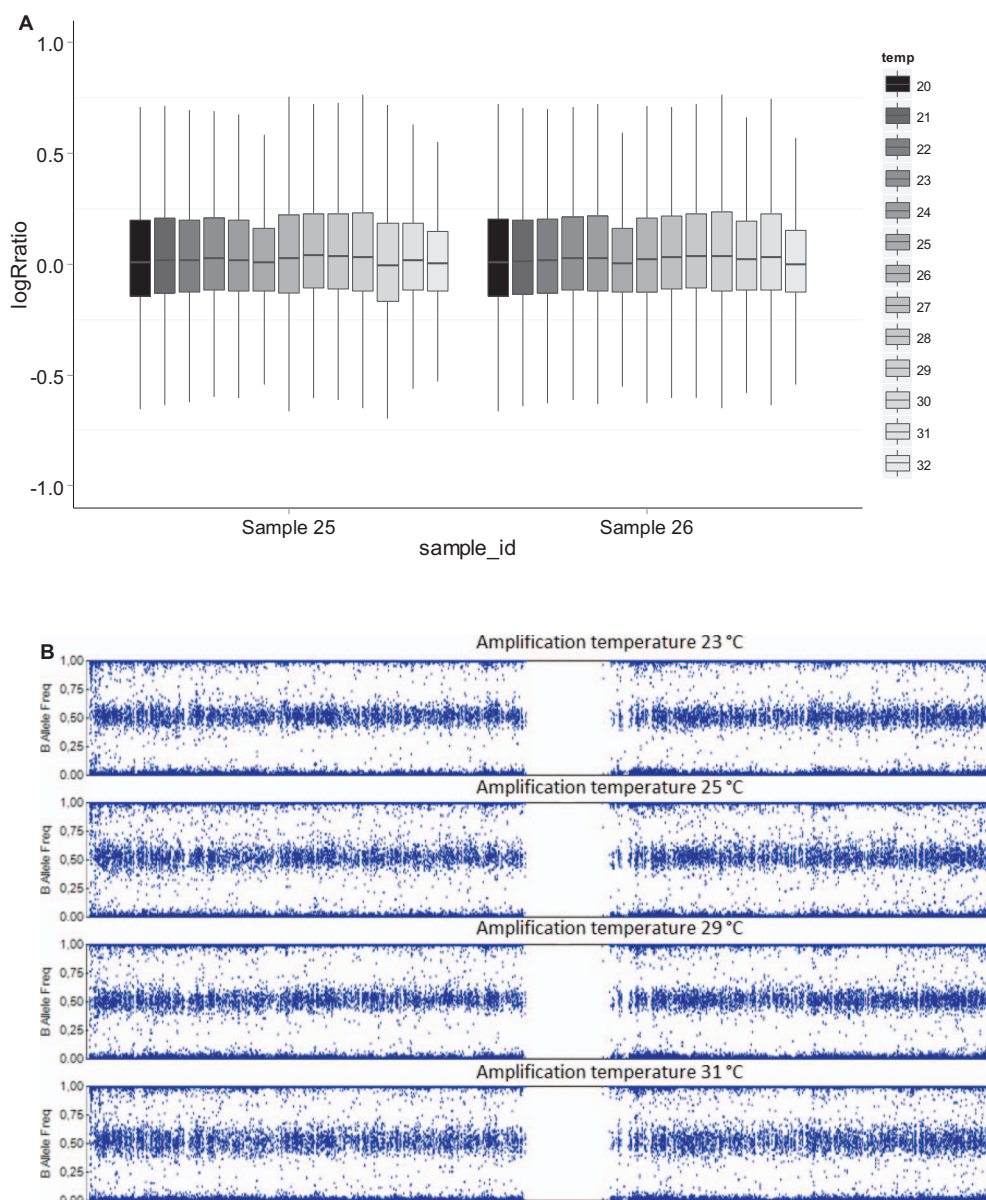 A
1.0
0.5
0.0
-0.5
-1.0
logRratio
Sample 25
Sample 26
sample_id
temp
20
21
22
23
24
25
26
27
28
29
30
31
32
B
Amplification temperature 23 °C
1.00
0.75
0.50
0.25
0.00
B Allele Freq
Amplification temperature 25 °C
1.00
0.75
0.50
0.25
0.00
B Allele Freq
Amplification temperature 29 °C
1.00
0.75
0.50
0.25
0.00
B Allele Freq
Amplification temperature 31 °C
1.00
0.75
0.50
0.25
0.00
B Allele Freq